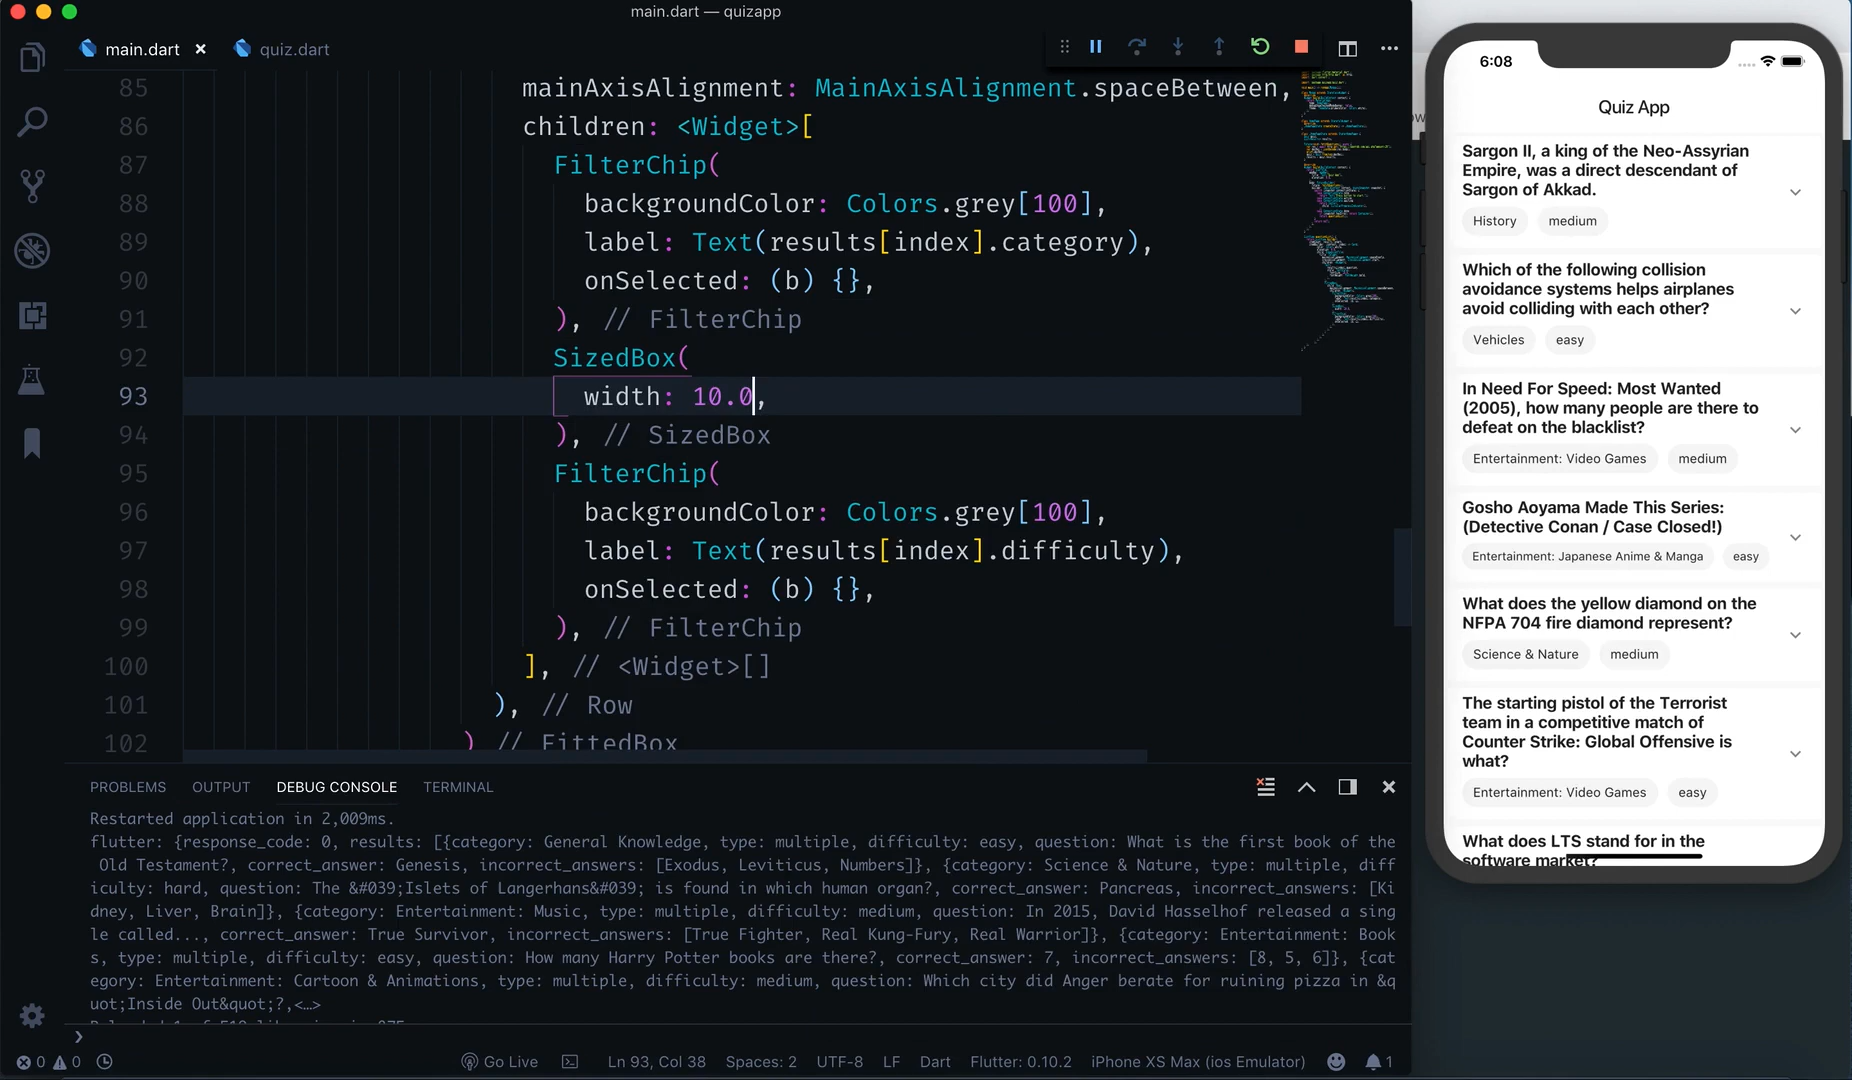 main.dart — quizapp
main.dart
quiz.dart
85 mainAxisAlignment: MainAxisAlignment.spaceBetween,
86 children: <Widget>[
87 FilterChip(
88 backgroundColor: Colors.grey[100],
89 label: Text(results[index].category),
90 onSelected: (b) {},
91 ), // FilterChip
92 SizedBox(
93 width: 10.0,
94 ), // SizedBox
95 FilterChip(
96 backgroundColor: Colors.grey[100],
97 label: Text(results[index].difficulty),
98 onSelected: (b) {},
99 ), // FilterChip
100 ], // <Widget>[]
101 ), // Row
102 ) // FittedBox
PROBLEMS OUTPUT DEBUG CONSOLE TERMINAL
Restarted application in 2,009ms.
flutter: {response_code: 0, results: [{category: General Knowledge, type: multiple, difficulty: easy, question: What is the first book of the
Old Testament?, correct_answer: Genesis, incorrect_answers: [Exodus, Leviticus, Numbers]}, {category: Science & Nature, type: multiple, diff
iculty: hard, question: The &#039;Islets of Langerhans&#039; is found in which human organ?, correct_answer: Pancreas, incorrect_answers: [Ki
dney, Liver, Brain]}, {category: Entertainment: Music, type: multiple, difficulty: medium, question: In 2015, David Hasselhof released a sing
le called..., correct_answer: True Survivor, incorrect_answers: [True Fighter, Real Kung-Fury, Real Warrior]}, {category: Entertainment: Book
s, type: multiple, difficulty: easy, question: How many Harry Potter books are there?, correct_answer: 7, incorrect_answers: [8, 5, 6]}, {cat
egory: Entertainment: Cartoon & Animations, type: multiple, difficulty: medium, question: Which city did Anger berate for ruining pizza in &q
uot;Inside Out&quot;?,<…>
0 0 Go Live Ln 93, Col 38 Spaces: 2 UTF-8 LF Dart Flutter: 0.10.2 iPhone XS Max (ios Emulator) 1
6:08
Quiz App
Sargon II, a king of the Neo-Assyrian
Empire, was a direct descendant of
Sargon of Akkad.
History medium
Which of the following collision
avoidance systems helps airplanes
avoid colliding with each other?
Vehicles easy
In Need For Speed: Most Wanted
(2005), how many people are there to
defeat on the blacklist?
Entertainment: Video Games medium
Gosho Aoyama Made This Series:
(Detective Conan / Case Closed!)
Entertainment: Japanese Anime & Manga easy
What does the yellow diamond on the
NFPA 704 fire diamond represent?
Science & Nature medium
The starting pistol of the Terrorist
team in a competitive match of
Counter Strike: Global Offensive is
what?
Entertainment: Video Games easy
What does LTS stand for in the
software market?